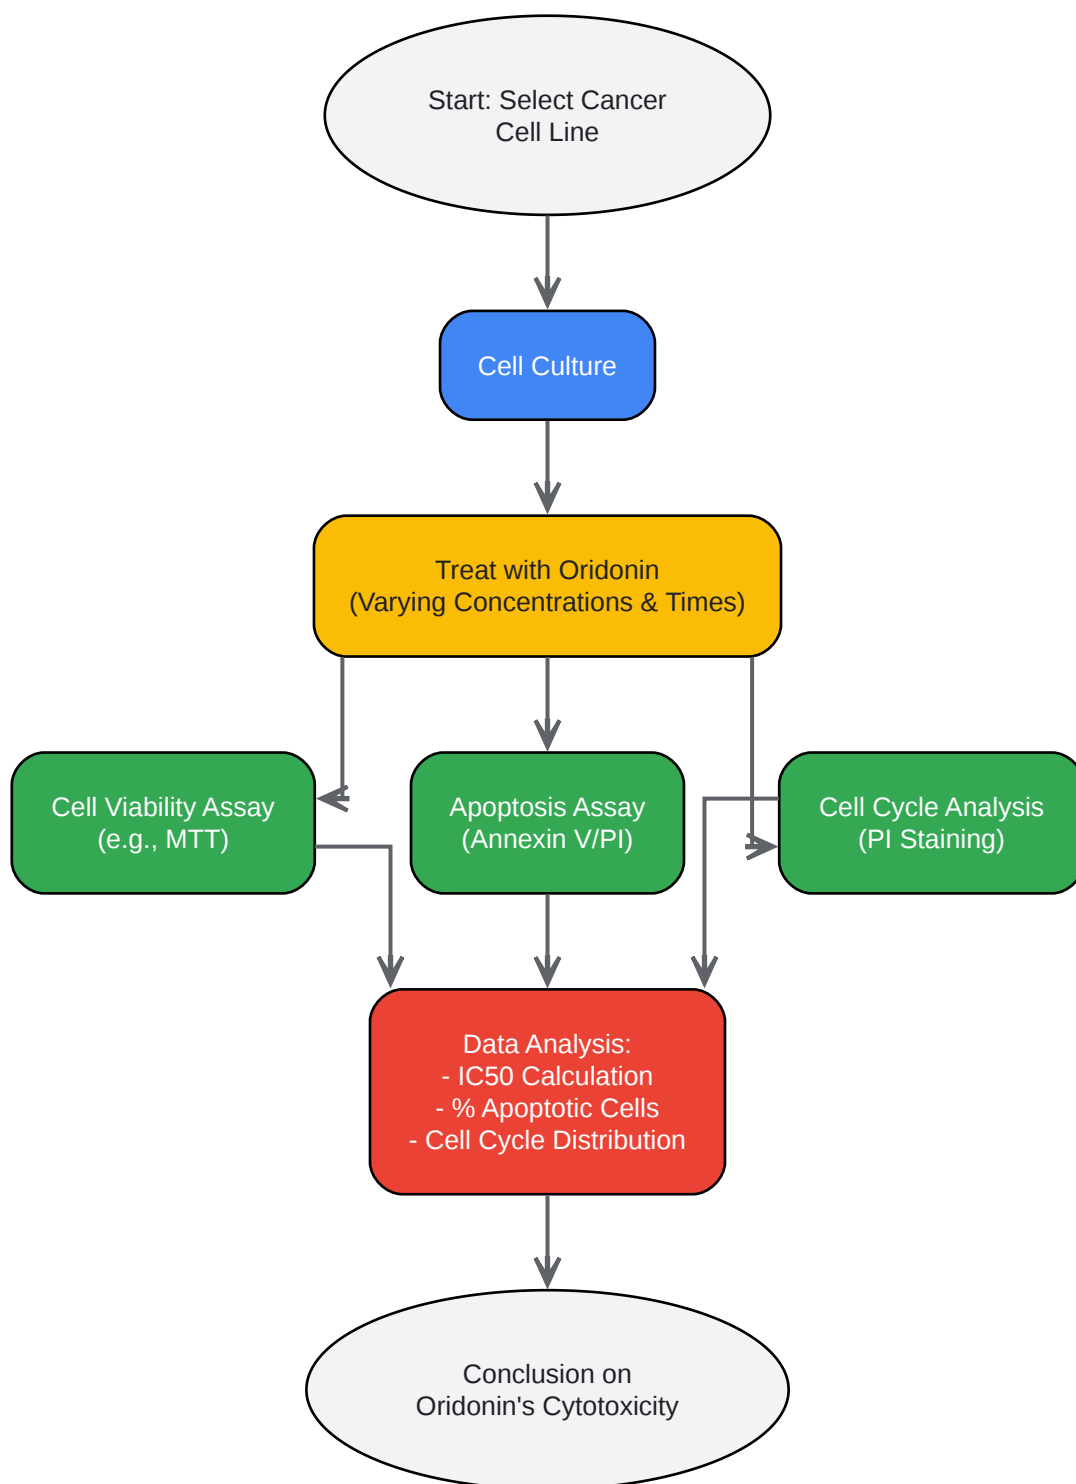 Start: Select Cancer
Cell Line
Cell Culture
Treat with Oridonin
(Varying Concentrations & Times)
Cell Viability Assay
(e.g., MTT)
Apoptosis Assay
(Annexin V/PI)
Cell Cycle Analysis
(PI Staining)
Data Analysis:
- IC50 Calculation
- % Apoptotic Cells
- Cell Cycle Distribution
Conclusion on
Oridonin's Cytotoxicity